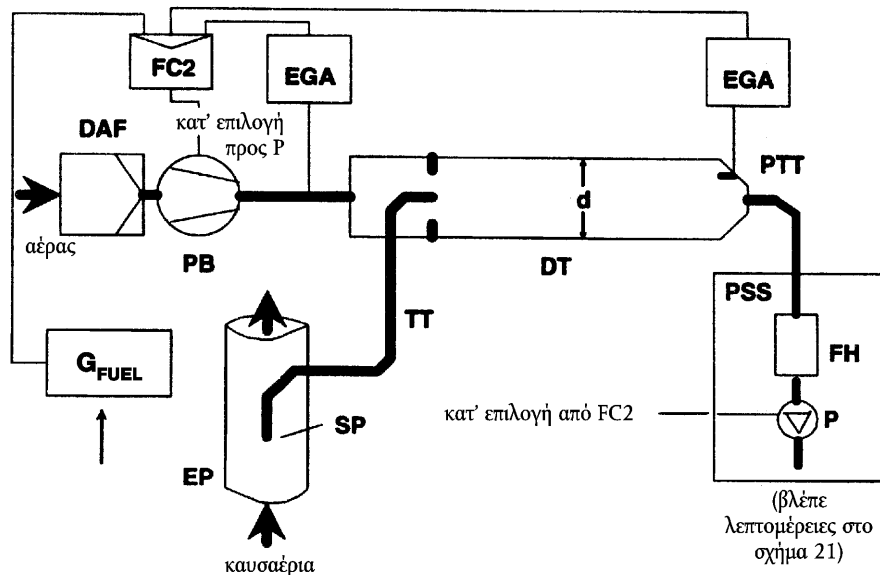 FC2
EGA
EGA
DAF
κατ' επιλογή
προς P
PTT
d
αέρας
PB
DT
PSS
TT
FH
G FUEL
κατ' επιλογή από FC2
P
SP
EP
(βλέπε
λεπτομέρειες στο
σχήμα 21)
καυσαέρια